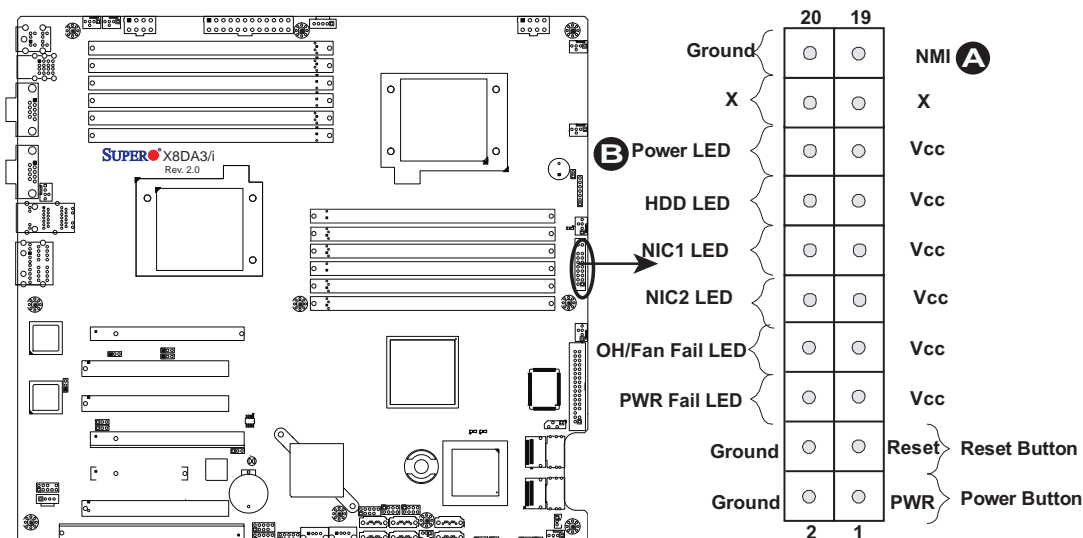 20 19
Ground NMI A
X X
B Power LED Vcc
HDD LED Vcc
NIC1 LED Vcc
NIC2 LED Vcc
OH/Fan Fail LED Vcc
PWR Fail LED Vcc
Ground Reset Reset Button
Ground PWR Power Button
2 1
SUPER X8DA3/i
Rev. 2.0